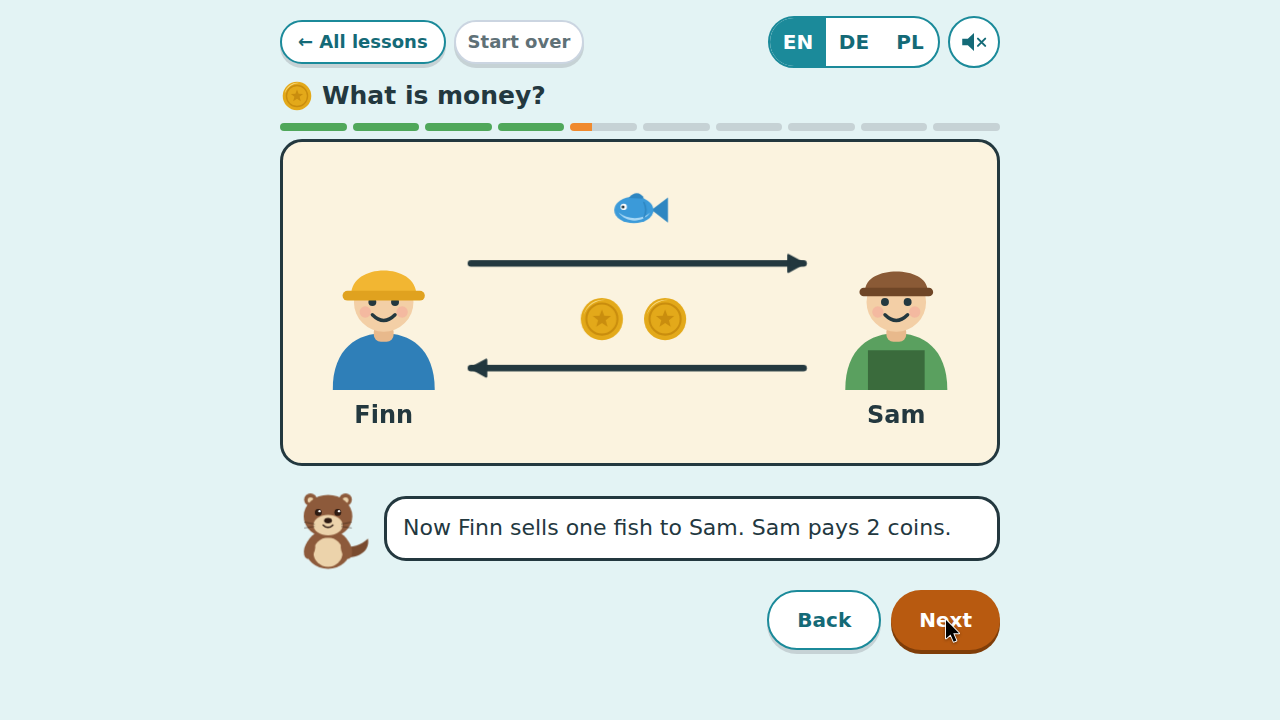 ← All lessons
Start over
EN
DE
PL
What is money?
Finn
Sam
Now Finn sells one fish to Sam. Sam pays 2 coins.
Back
Next